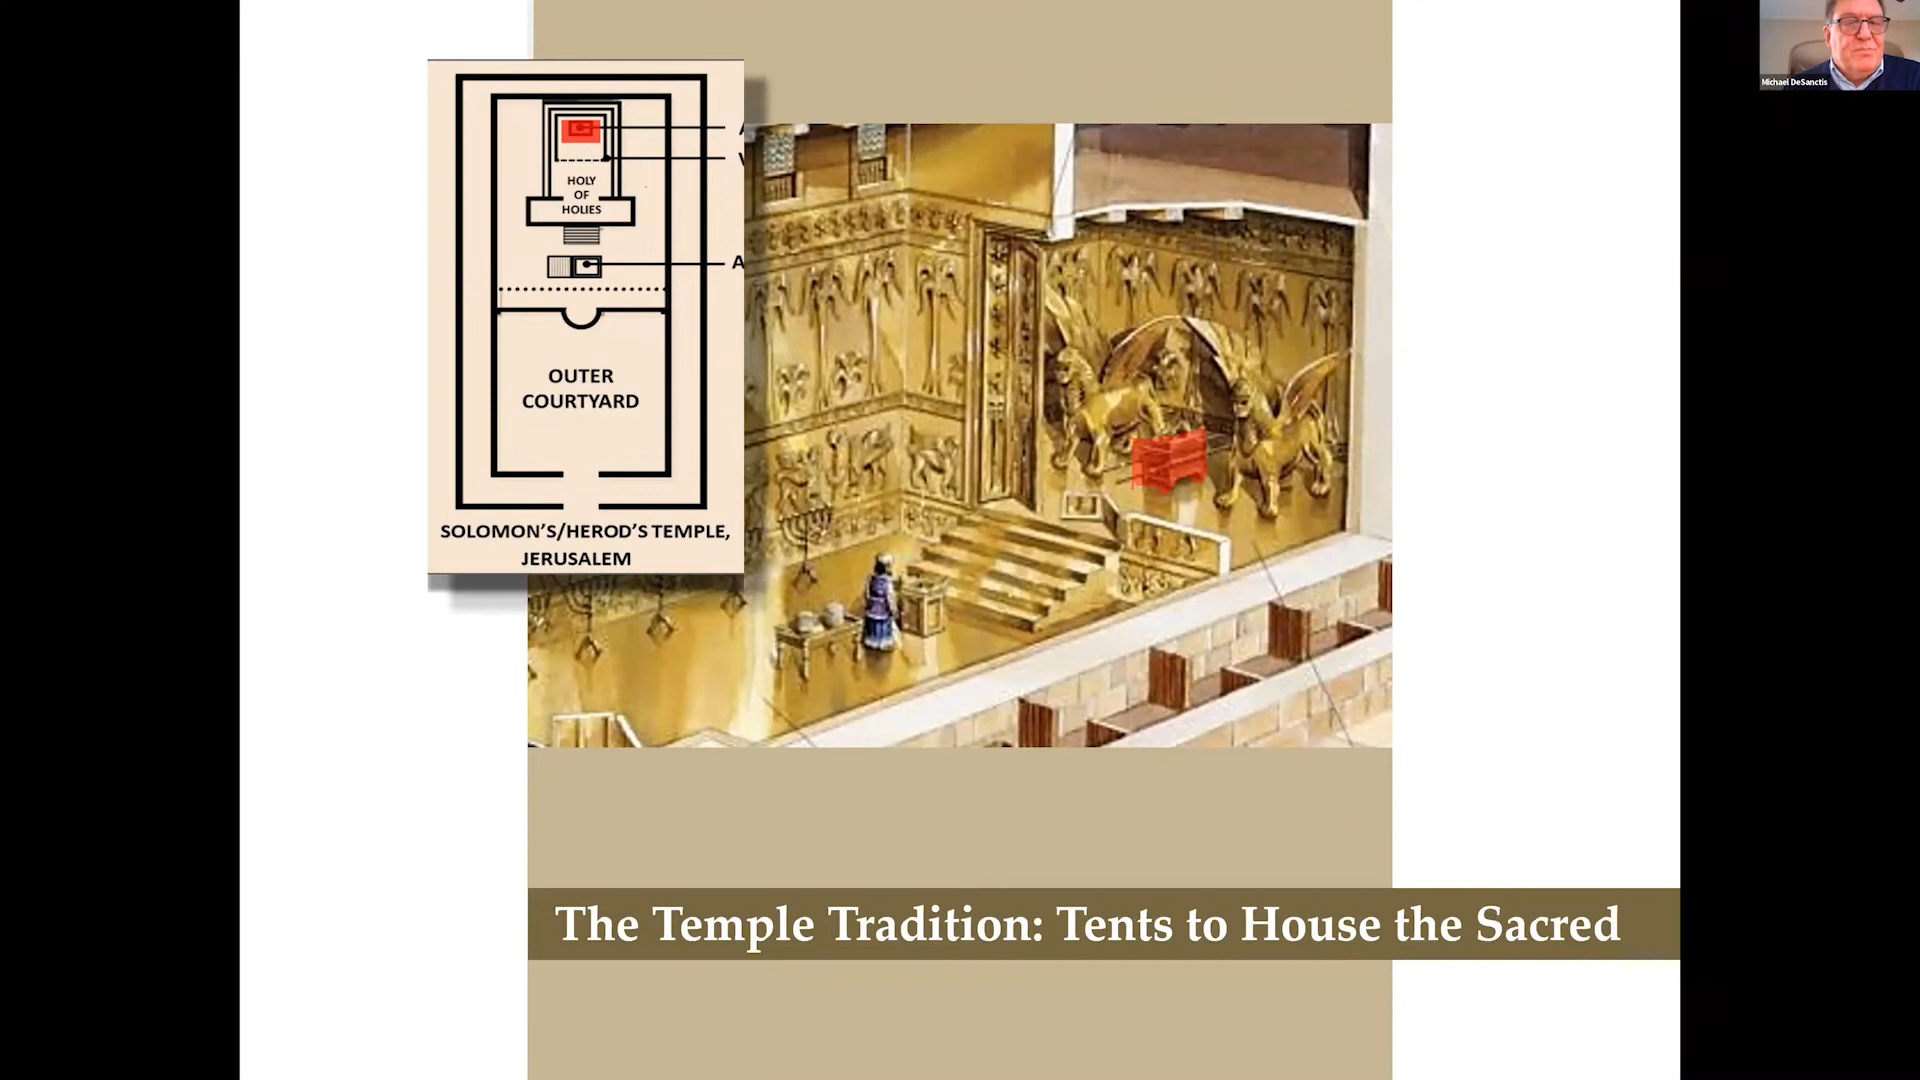 Michael DeSanctis
HOLY
OF
HOLIES
A
OUTER
COURTYARD
SOLOMON'S/HEROD'S TEMPLE,
JERUSALEM
The Temple Tradition: Tents to House the Sacred